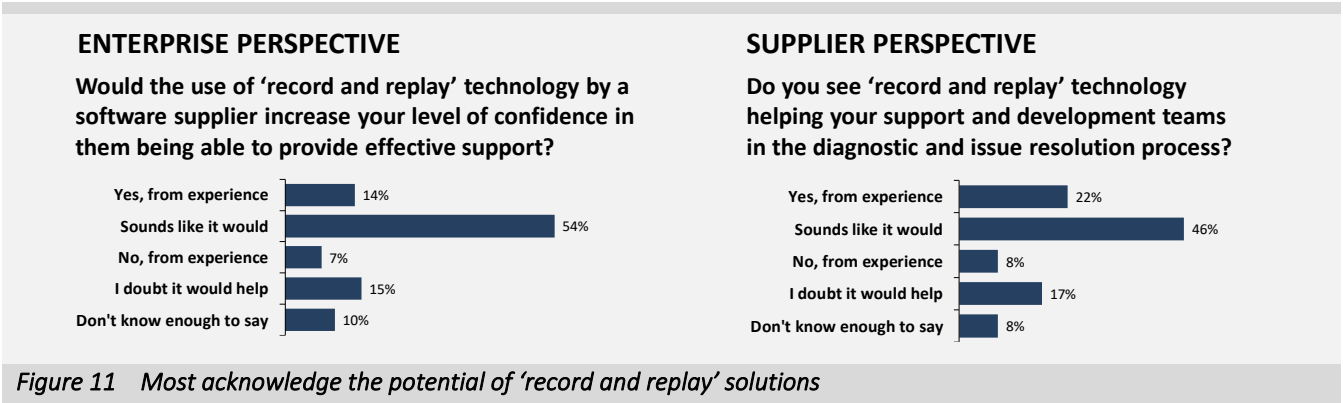 ENTERPRISE PERSPECTIVE
Would the use of ‘record and replay’ technology by a
software supplier increase your level of confidence in
them being able to provide effective support?
Yes, from experience 14%
Sounds like it would 54%
No, from experience 7%
I doubt it would help 15%
Don't know enough to say 10%
SUPPLIER PERSPECTIVE
Do you see ‘record and replay’ technology
helping your support and development teams
in the diagnostic and issue resolution process?
Yes, from experience 22%
Sounds like it would 46%
No, from experience 8%
I doubt it would help 17%
Don't know enough to say 8%
Figure 11 Most acknowledge the potential of ‘record and replay’ solutions